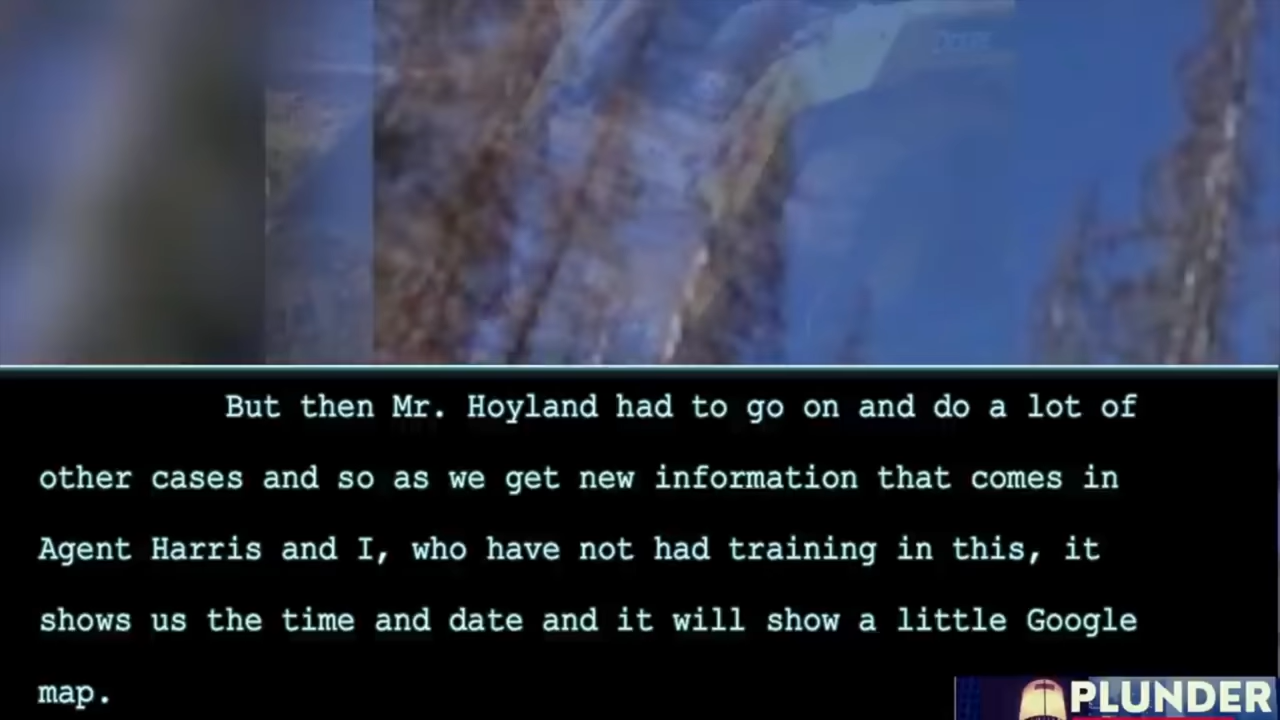 But then Mr. Hoyland had to go on and do a lot of
other cases and so as we get new information that comes in
Agent Harris and I, who have not had training in this, it
shows us the time and date and it will show a little Google
map.
PLUNDER